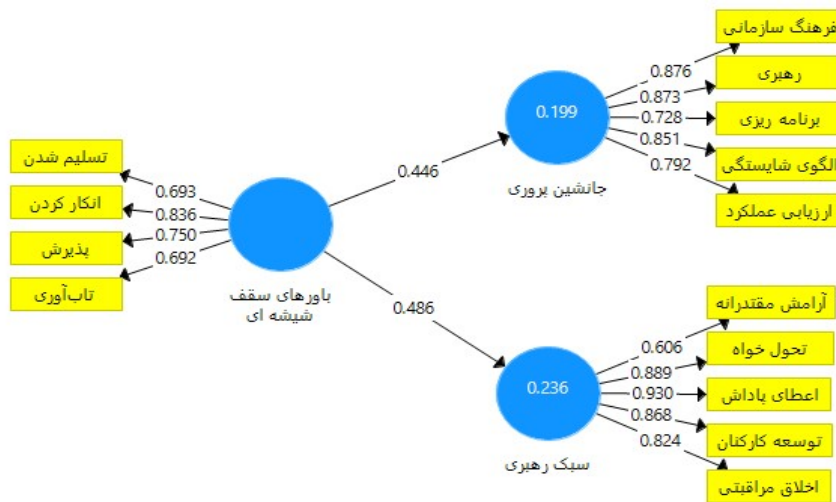 فرهنگ سازمانی
رهبری
برنامه ریزی
الگوی شایستگی
ارزیابی عملکرد
0.876
0.873
0.728
0.851
0.792
0.199
جانشین پروری
0.446
تسلیم شدن
انکار کردن
پذیرش
تاب‌آوری
0.693
0.836
0.750
0.692
باورهای سقف
شیشه ای
0.486
0.236
سبک رهبری
0.606
0.889
0.930
0.868
0.824
آرامش مقتدرانه
تحول خواه
اعطای پاداش
توسعه کارکنان
اخلاق مراقبتی